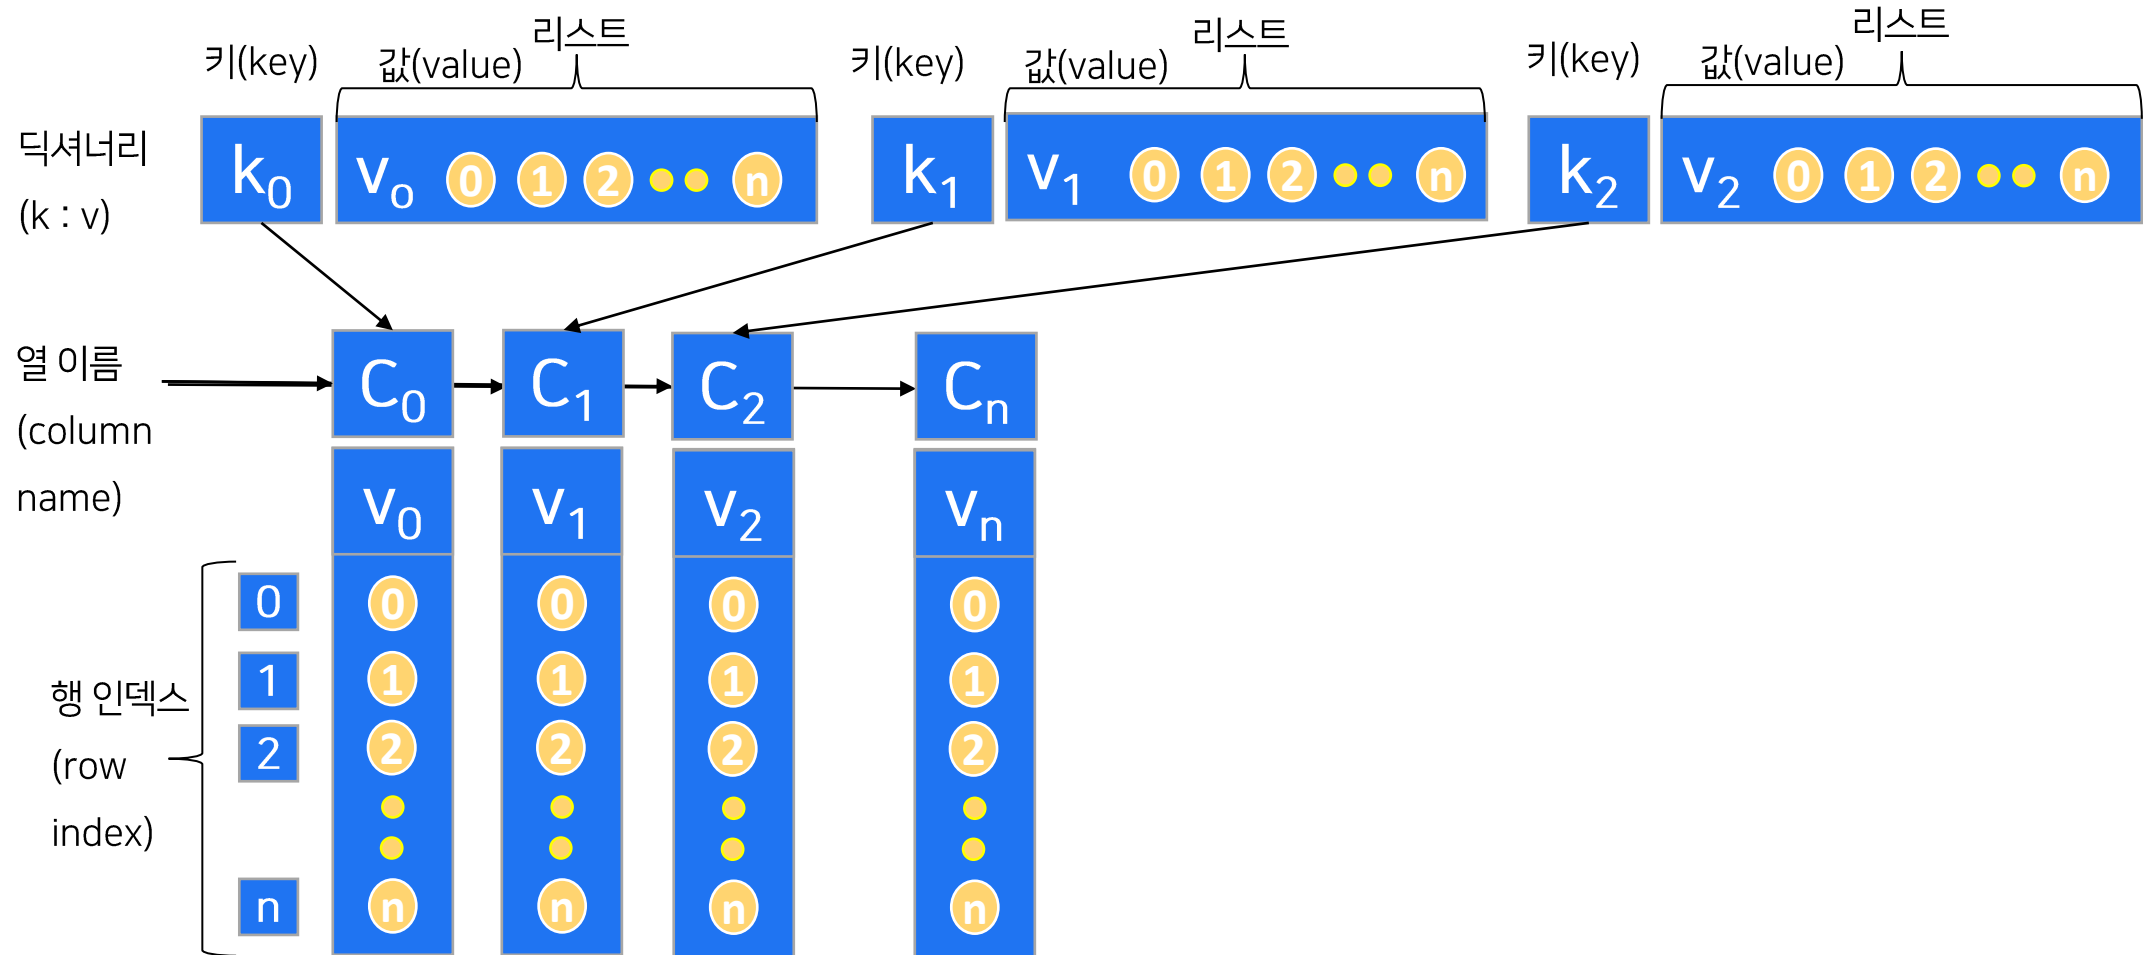 리스트 리스트 리스트
키(key) 값(value) 키(key) 값(value) 키(key) 값(value)
딕셔너리
(k : v)
k0 vo 0 1 2 n k1 v1 0 1 2 n k2 v2 0 1 2 n
열 이름
(column
name)
C0 C1 C2 Cn
v0 v1 v2 vn
행 인덱스
(row
index)
0 0 0 0 0
1 1 1 1 1
2 2 2 2 2
n n n n n